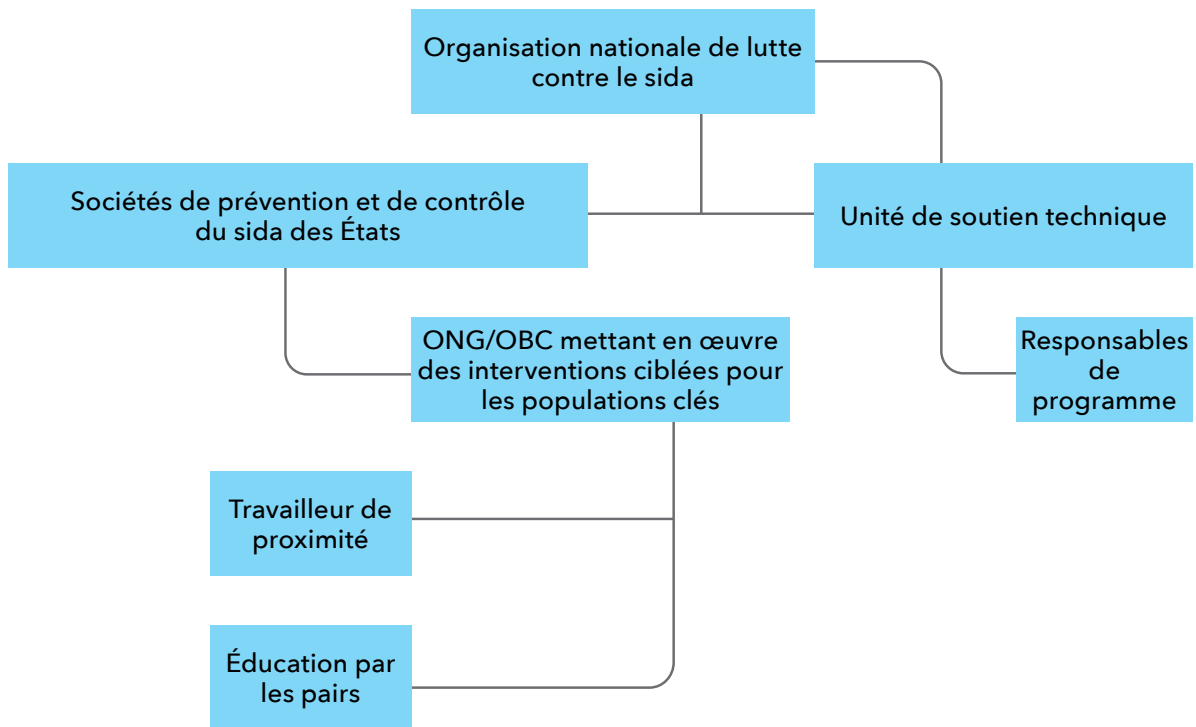 Organisation nationale de lutte
contre le sida
Sociétés de prévention et de contrôle
du sida des États
Unité de soutien technique
ONG/OBC mettant en œuvre
des interventions ciblées pour
les populations clés
Responsables
de
programme
Travailleur de
proximité
Éducation par
les pairs